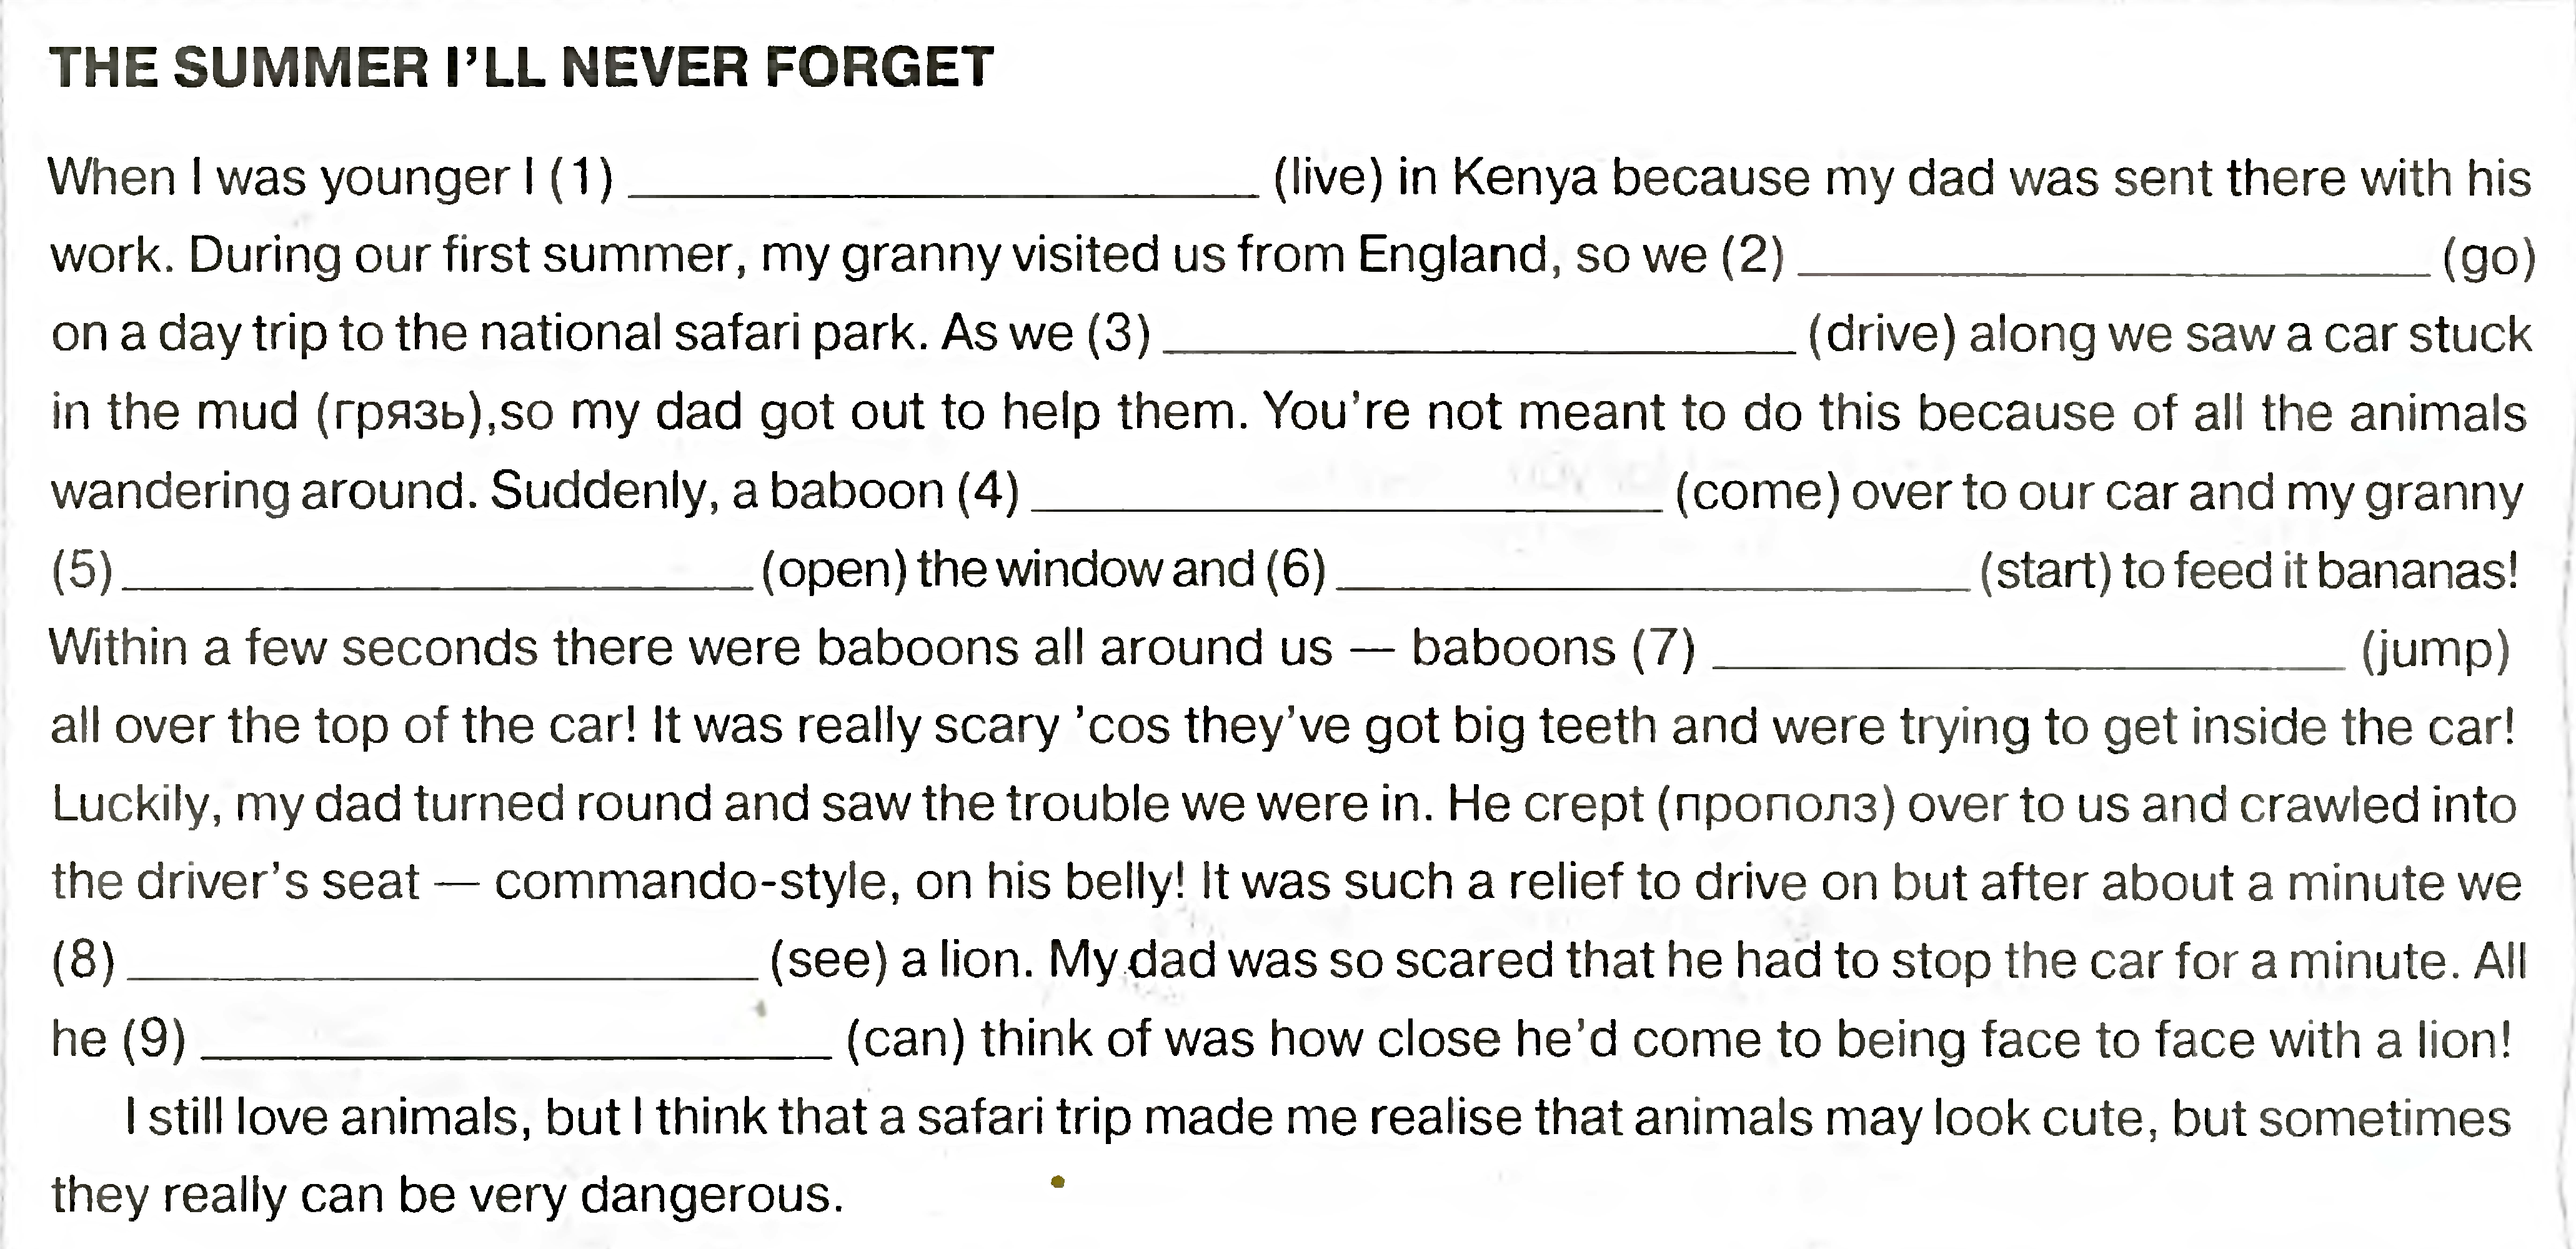 THE SUMMER I'LL NEVER FORGET
When I was younger I (1) ____________________ (live) in Kenya because my dad was sent there with his
work. During our first summer, my granny visited us from England, so we (2) ____________________ (go)
on a day trip to the national safari park. As we (3) ____________________ (drive) along we saw a car stuck
in the mud (грязь),so my dad got out to help them. You're not meant to do this because of all the animals
wandering around. Suddenly, a baboon (4) ____________________ (come) over to our car and my granny
(5) ____________________ (open) the window and (6) ____________________ (start) to feed it bananas!
Within a few seconds there were baboons all around us — baboons (7) ____________________ (jump)
all over the top of the car! It was really scary 'cos they've got big teeth and were trying to get inside the car!
Luckily, my dad turned round and saw the trouble we were in. He crept (прополз) over to us and crawled into
the driver's seat — commando-style, on his belly! It was such a relief to drive on but after about a minute we
(8) ____________________ (see) a lion. My dad was so scared that he had to stop the car for a minute. All
he (9) ____________________ (can) think of was how close he'd come to being face to face with a lion!
I still love animals, but I think that a safari trip made me realise that animals may look cute, but sometimes
they really can be very dangerous.